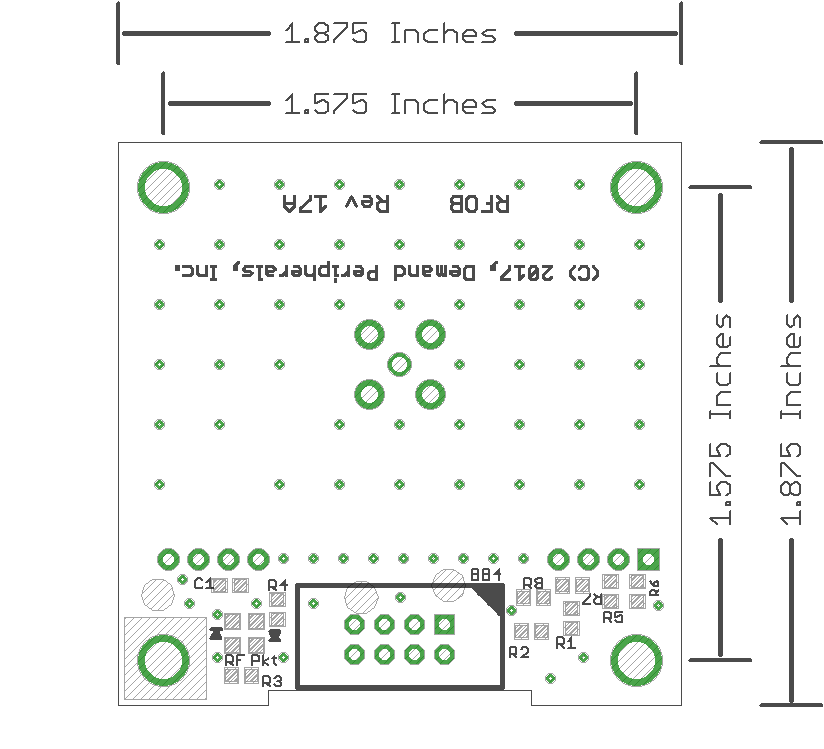 1.875 Inches
1.575 Inches
RFOB Rev 17A
(C) 2017, Demand Peripherals, Inc.
1.575 Inches
1.875 Inches
BB4
C1
R4
R8
R7
R6
R5
R1
R2
RF Pkt
R3